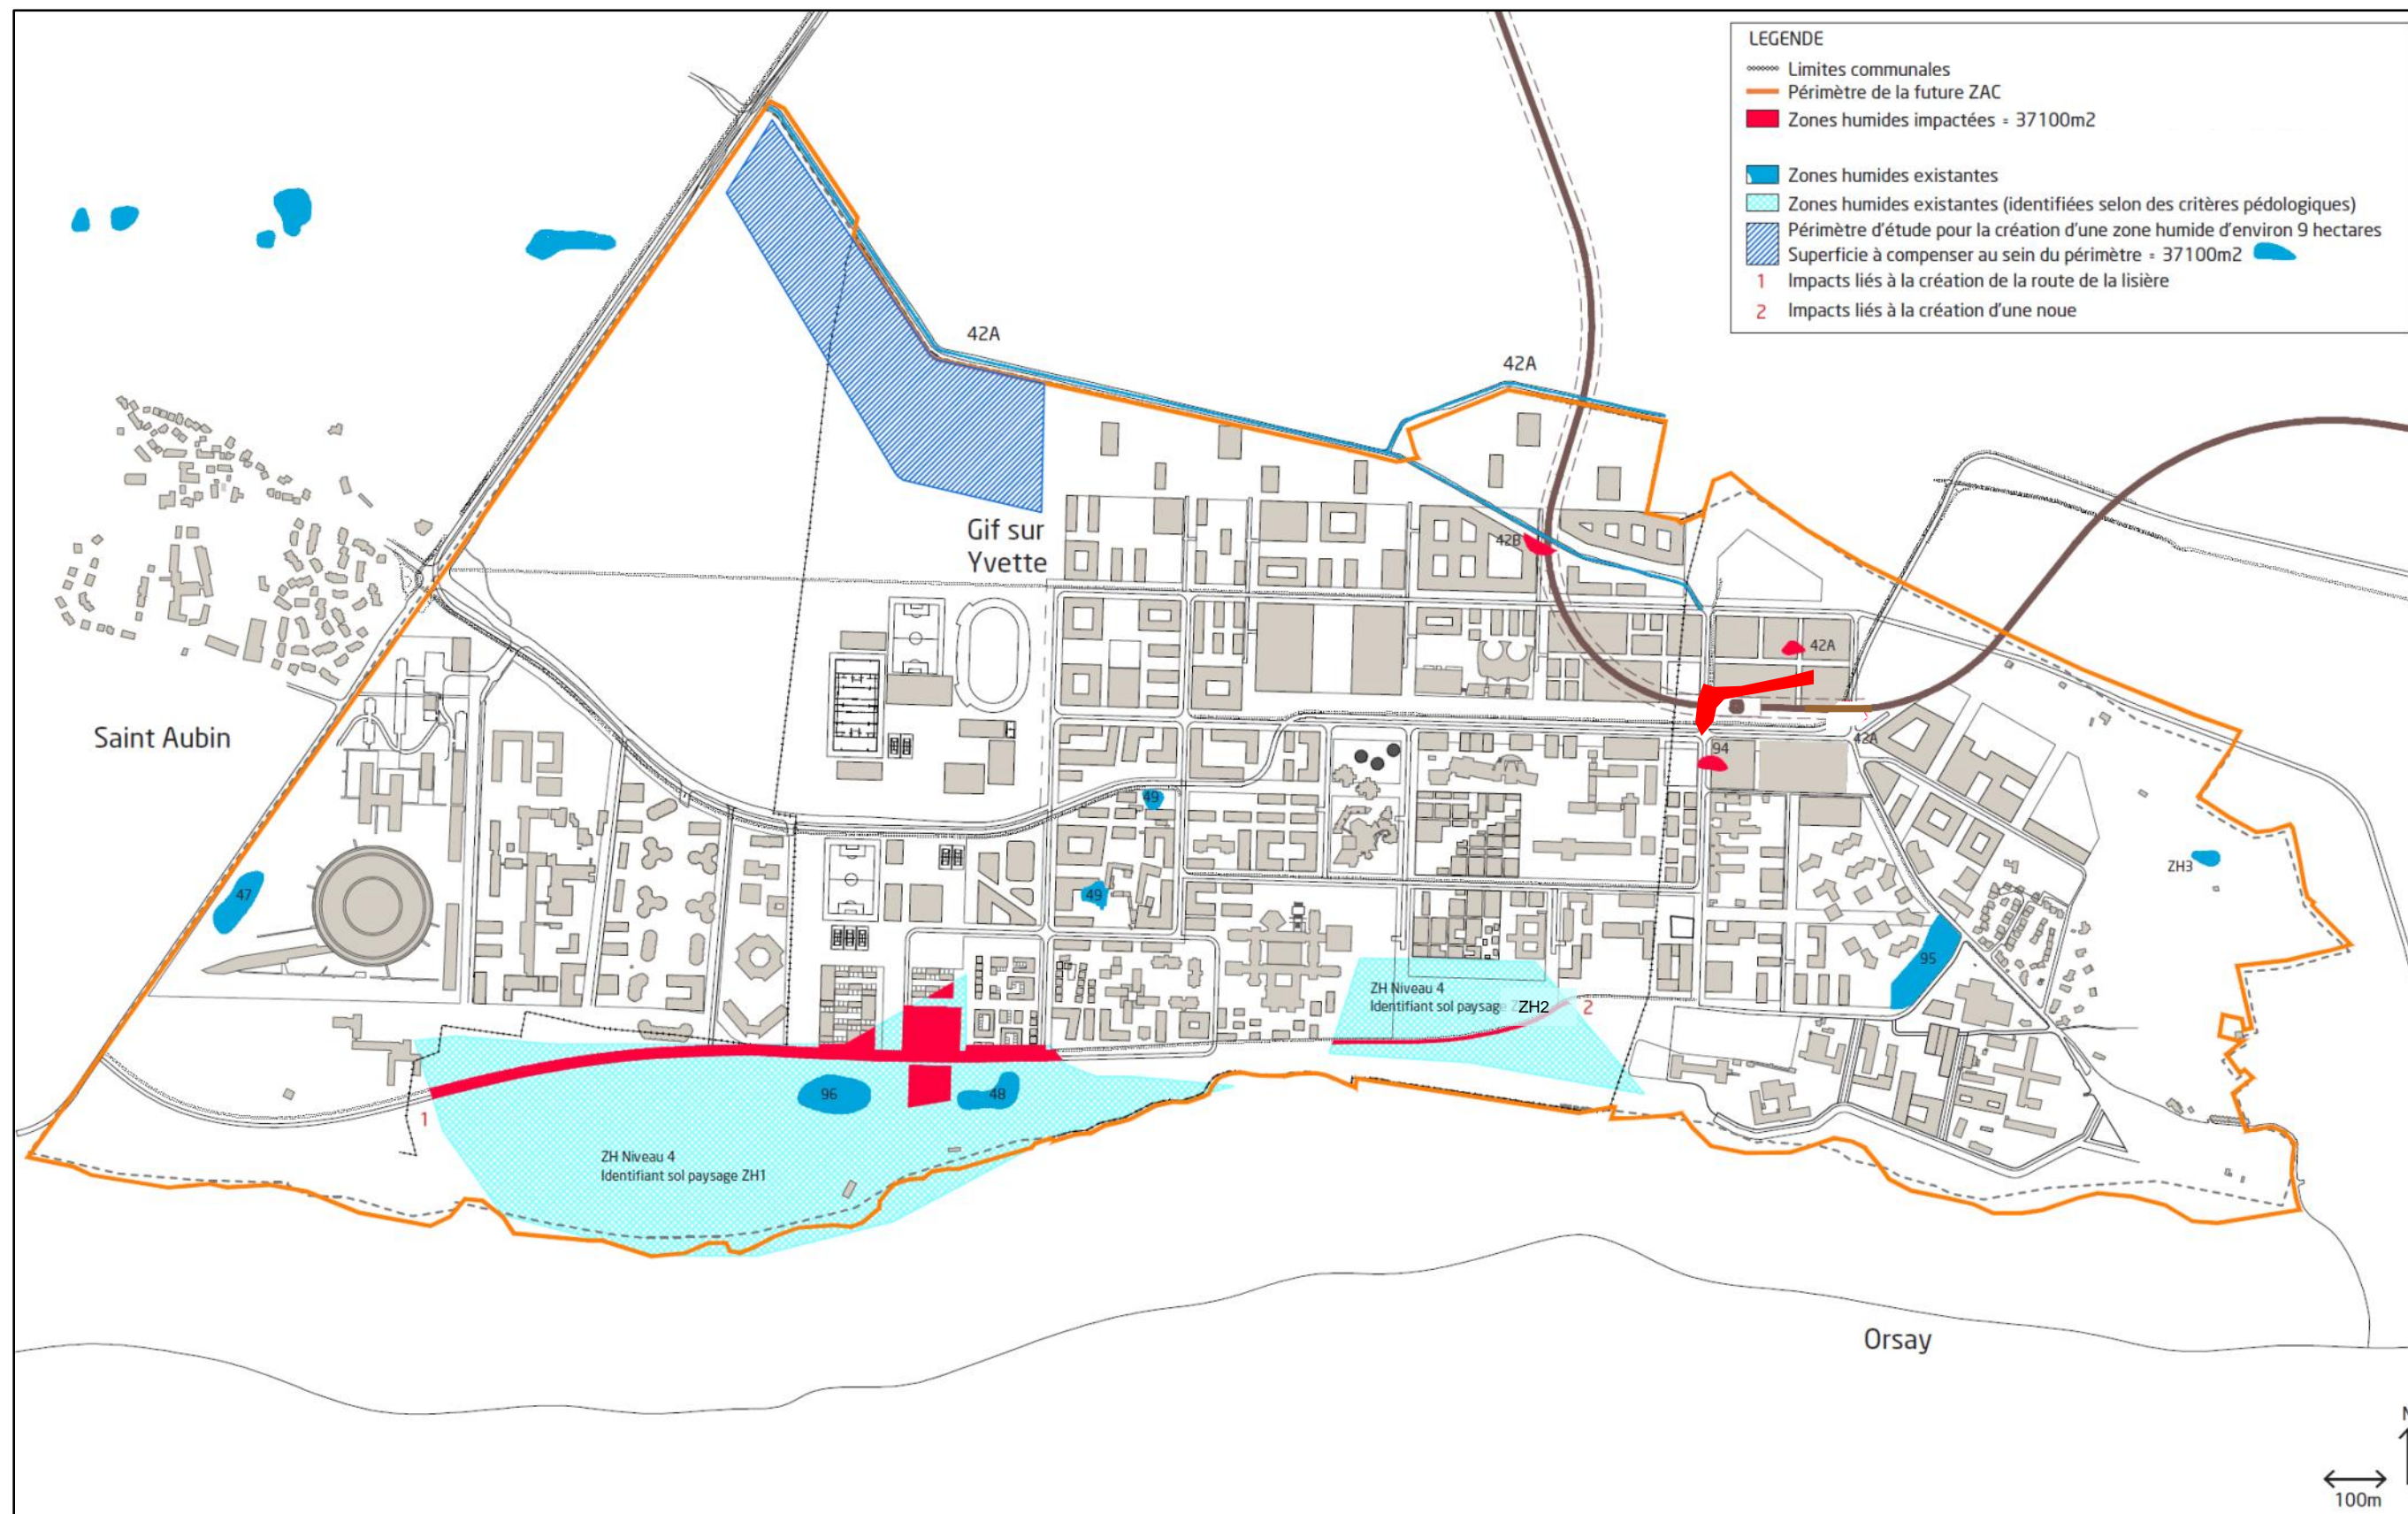 LEGENDE
Limites communales
Périmètre de la future ZAC
Zones humides impactées = 37100m2
Zones humides existantes
Zones humides existantes (identifiées selon des critères pédologiques)
Périmètre d'étude pour la création d'une zone humide d'environ 9 hectares
Superficie à compenser au sein du périmètre = 37100m2
1 Impacts liés à la création de la route de la lisière
2 Impacts liés à la création d'une noue
42A
42A
Gif sur
Yvette
42B
42A
Saint Aubin
42A
94
49
ZH3
47
49
95
ZH Niveau 4
Identifiant sol paysage ZH2
2
96
48
1
ZH Niveau 4
Identifiant sol paysage ZH1
Orsay
N
100m